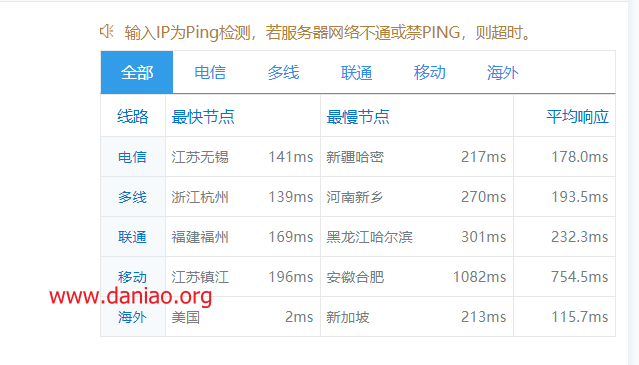 输入IP为Ping检测，若服务器网络不通或禁PING，则超时。
全部 电信 多线 联通 移动 海外
线路 最快节点 最慢节点 平均响应
电信 江苏无锡 141ms 新疆哈密 217ms 178.0ms
多线 浙江杭州 139ms 河南新乡 270ms 193.5ms
联通 福建福州 169ms 黑龙江哈尔滨 301ms 232.3ms
移动 江苏镇江 196ms 安徽合肥 1082ms 754.5ms
www.daniao.org
海外 美国 2ms 新加坡 213ms 115.7ms